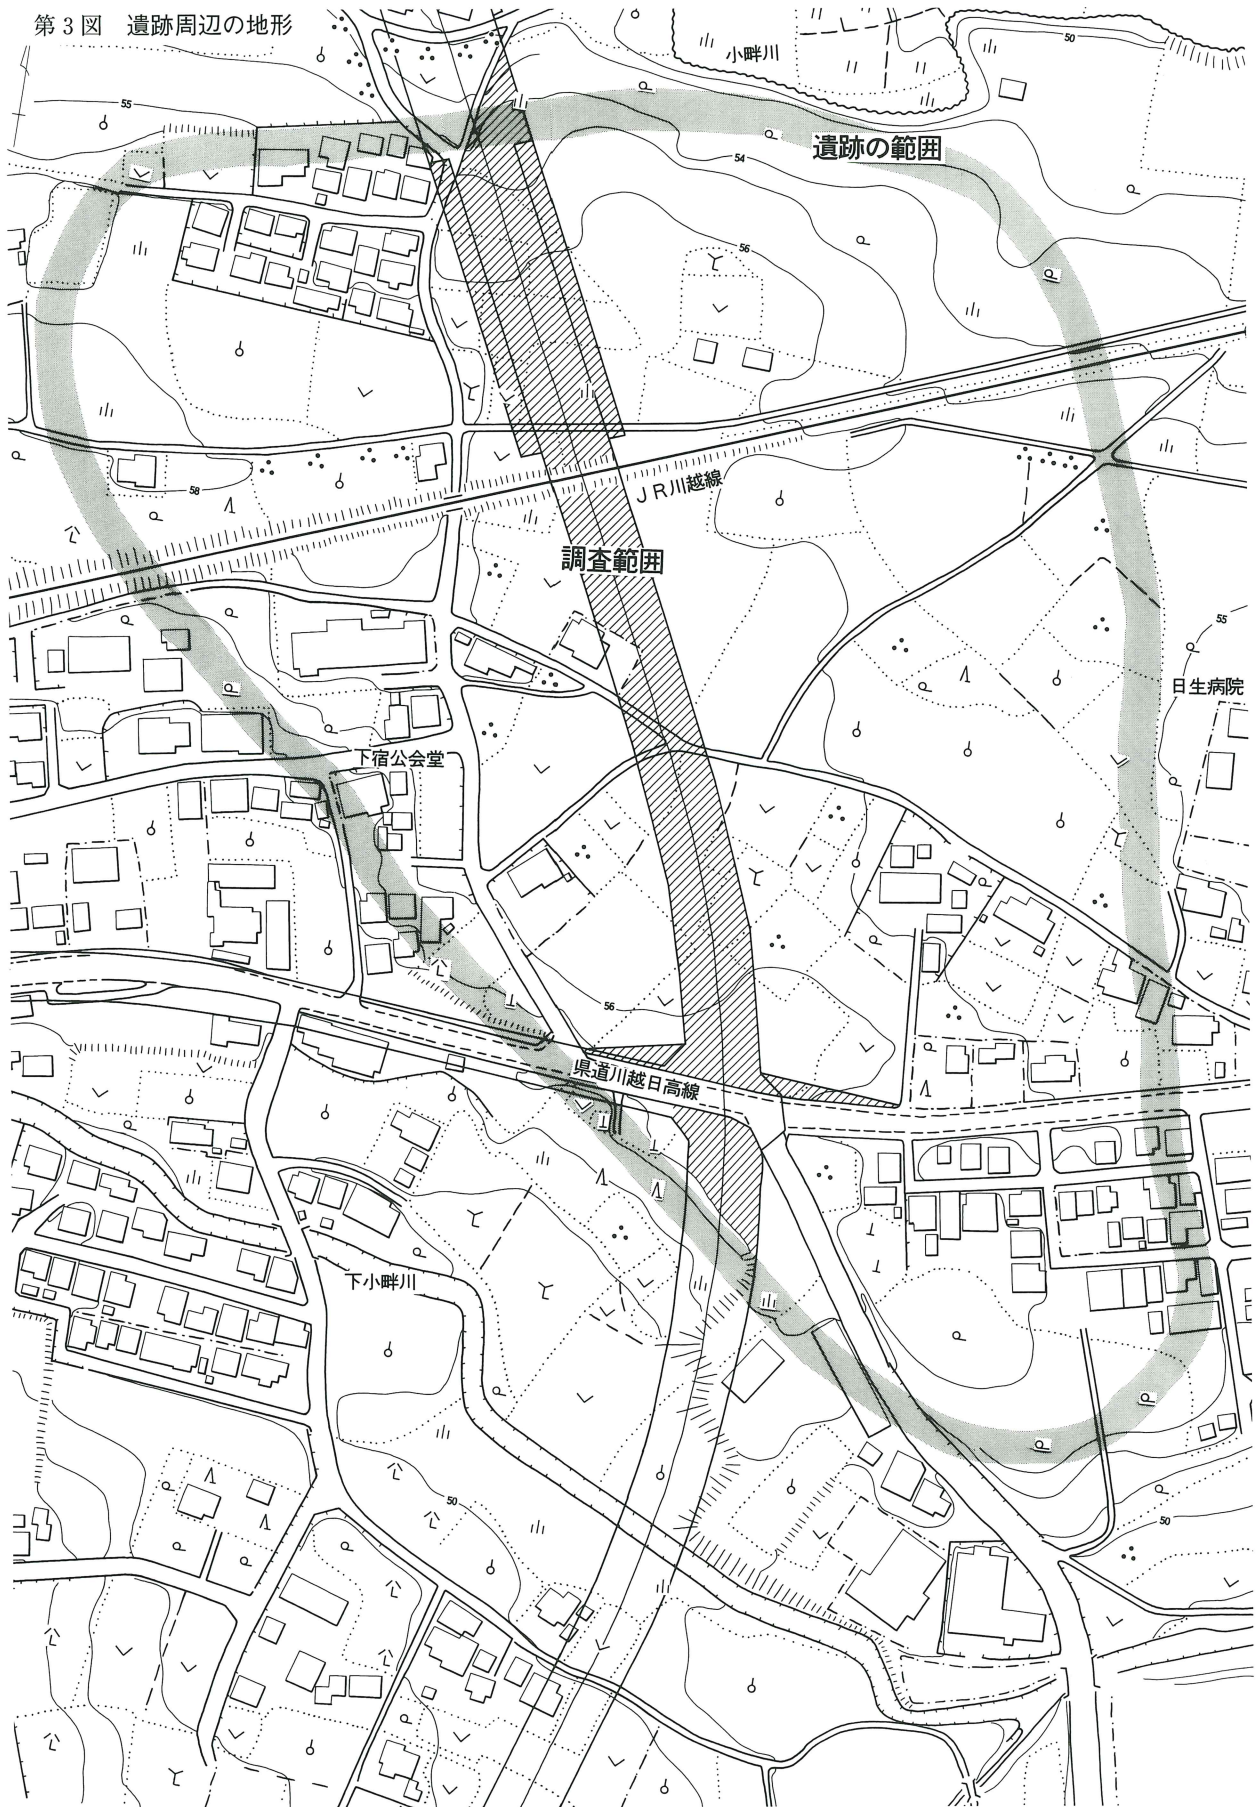 第3図 遺跡周辺の地形
小畔川
50
55
遺跡の範囲
54
56
58
JR川越線
調査範囲
55
日生病院
下宿公会堂
56
県道川越日高線
下小畔川
50
50